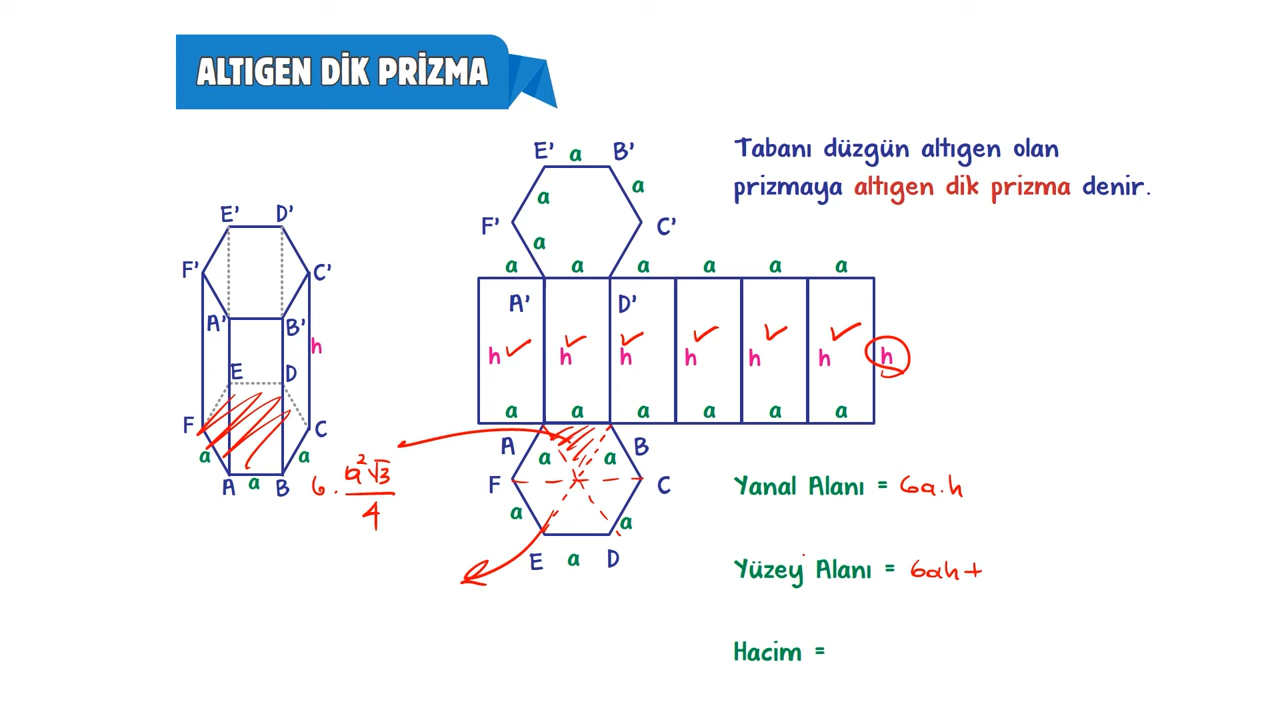 ALTIGEN DİK PRİZMA
Tabanı düzgün altıgen olan
prizmaya altıgen dik prizma denir.
E' D'
F' C'
A' B'
h
E D
F C
a a
A a B
6 . a²√3
4
E' a B'
a a
F' C'
a
a a a a a a
A' D'
h h h h h h h
a a a a a a
A B
a a
F C
a a
E a D
Yanal Alanı = 6a.h
Yüzey Alanı = 6ah+
Hacim =